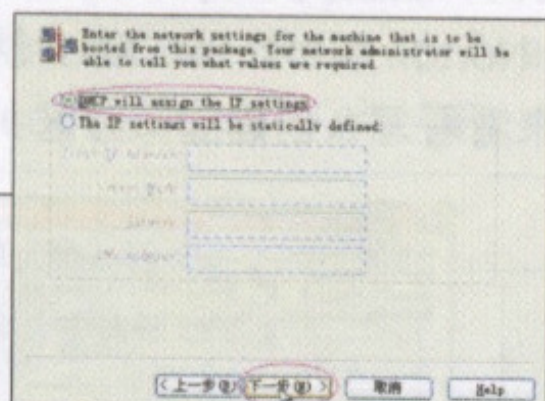 Enter the network settings for the machine that is to be
booted from this package. Your network administrator will be
able to tell you what values are required
DHCP will assign the IP settings
The IP settings will be statically defined:
< 上一步(B) 下一步(N) > 取消 Help